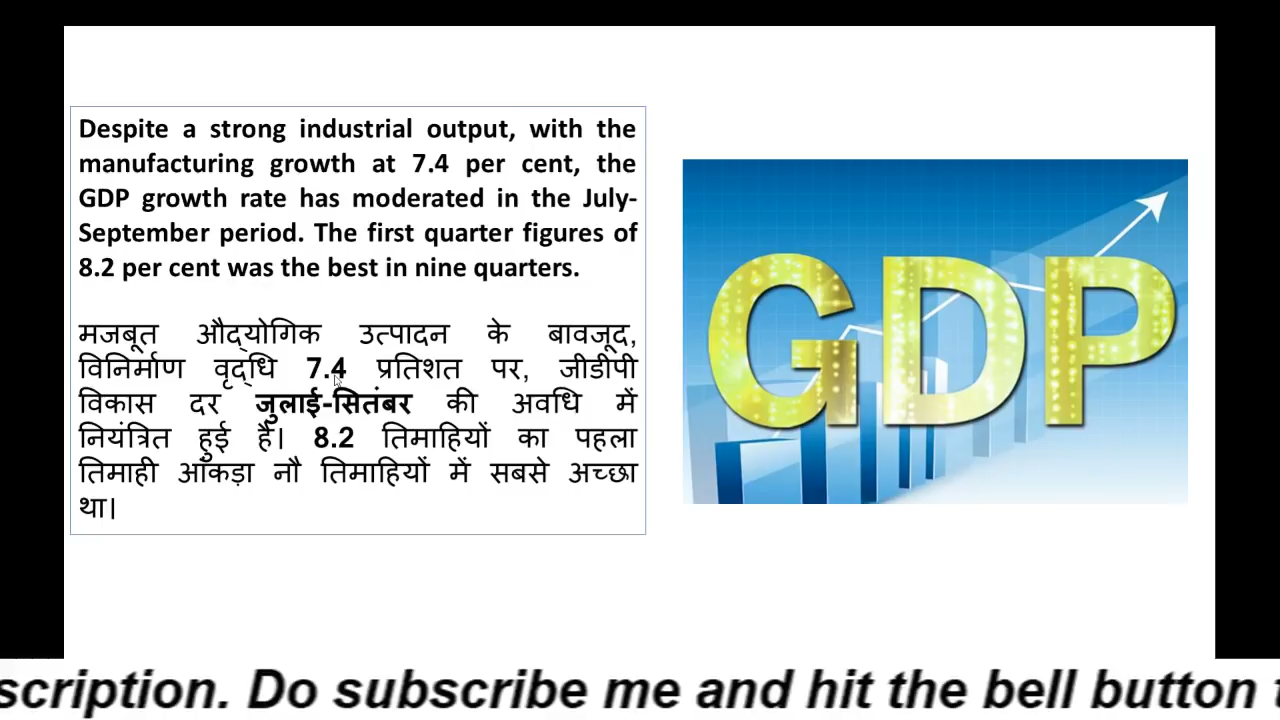 Despite a strong industrial output, with the
manufacturing growth at 7.4 per cent, the
GDP growth rate has moderated in the July-
September period. The first quarter figures of
8.2 per cent was the best in nine quarters.
मजबूत औद्योगिक उत्पादन के बावजूद,
विनिर्माण वृद्धि 7.4 प्रतिशत पर, जीडीपी
विकास दर जुलाई-सितंबर की अवधि में
नियंत्रित हुई है। 8.2 तिमाहियों का पहला
तिमाही आँकड़ा नौ तिमाहियों में सबसे अच्छा
था।
GDP
scription. Do subscribe me and hit the bell button t